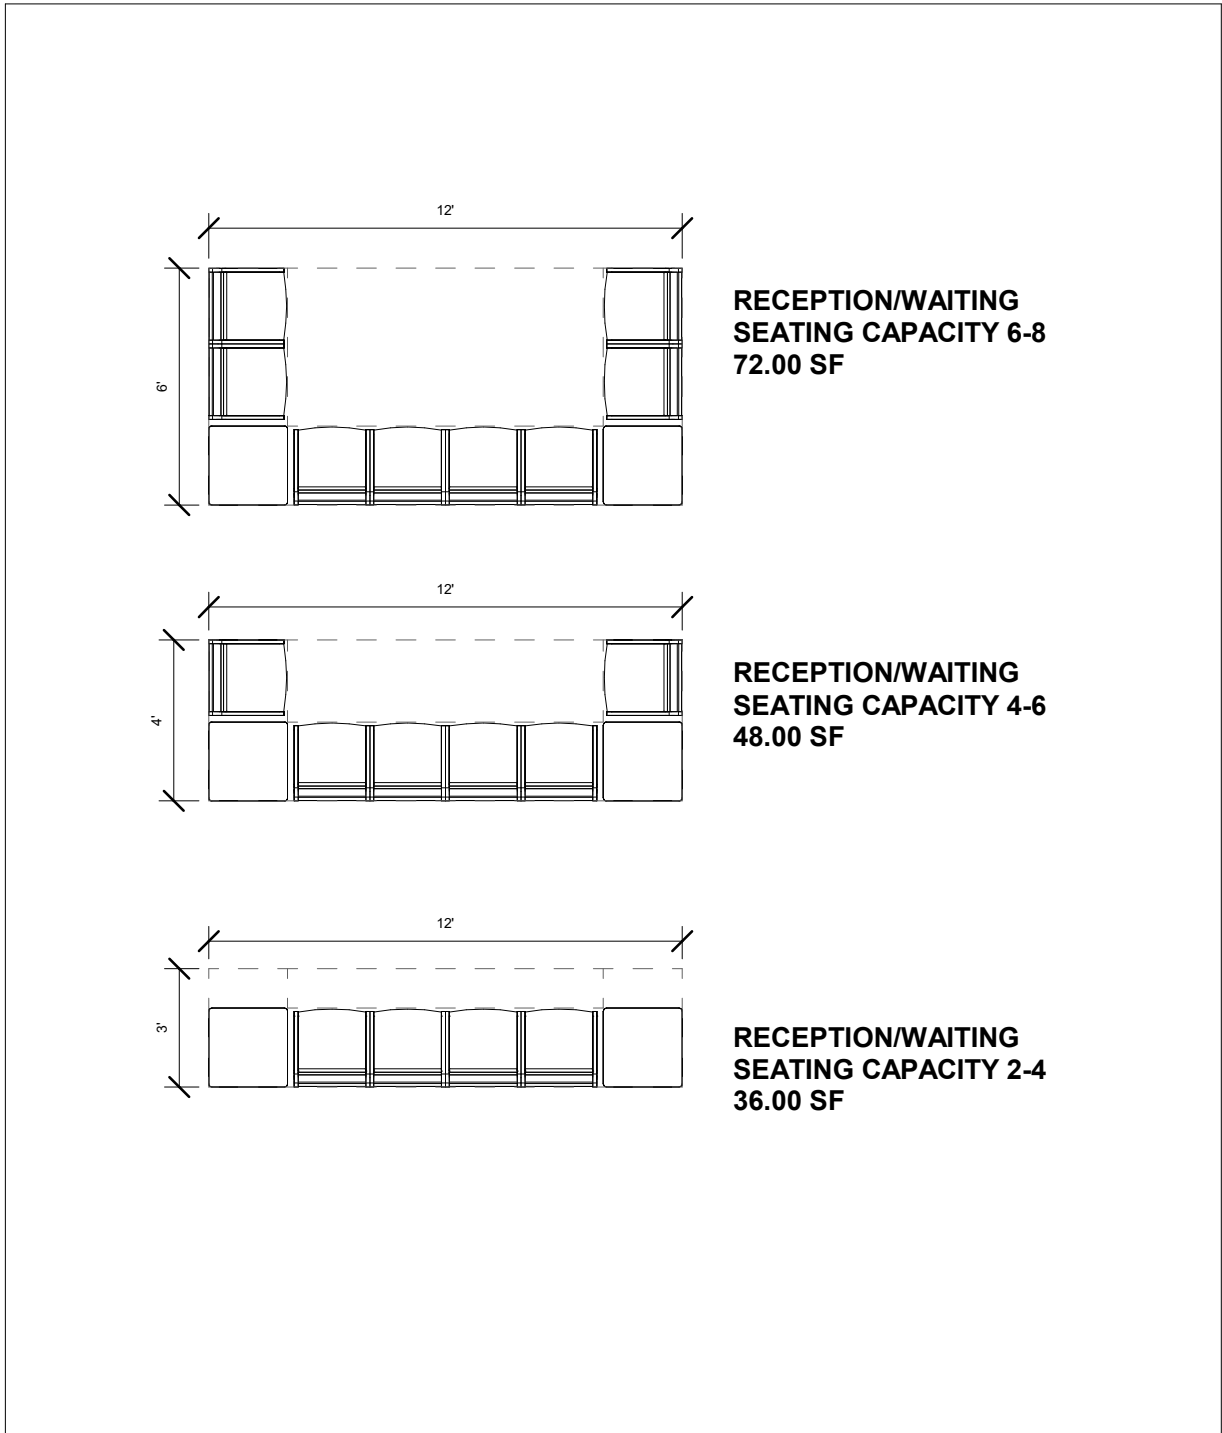 12'
6'
RECEPTION/WAITING
SEATING CAPACITY 6-8
72.00 SF
12'
4'
RECEPTION/WAITING
SEATING CAPACITY 4-6
48.00 SF
12'
3'
RECEPTION/WAITING
SEATING CAPACITY 2-4
36.00 SF